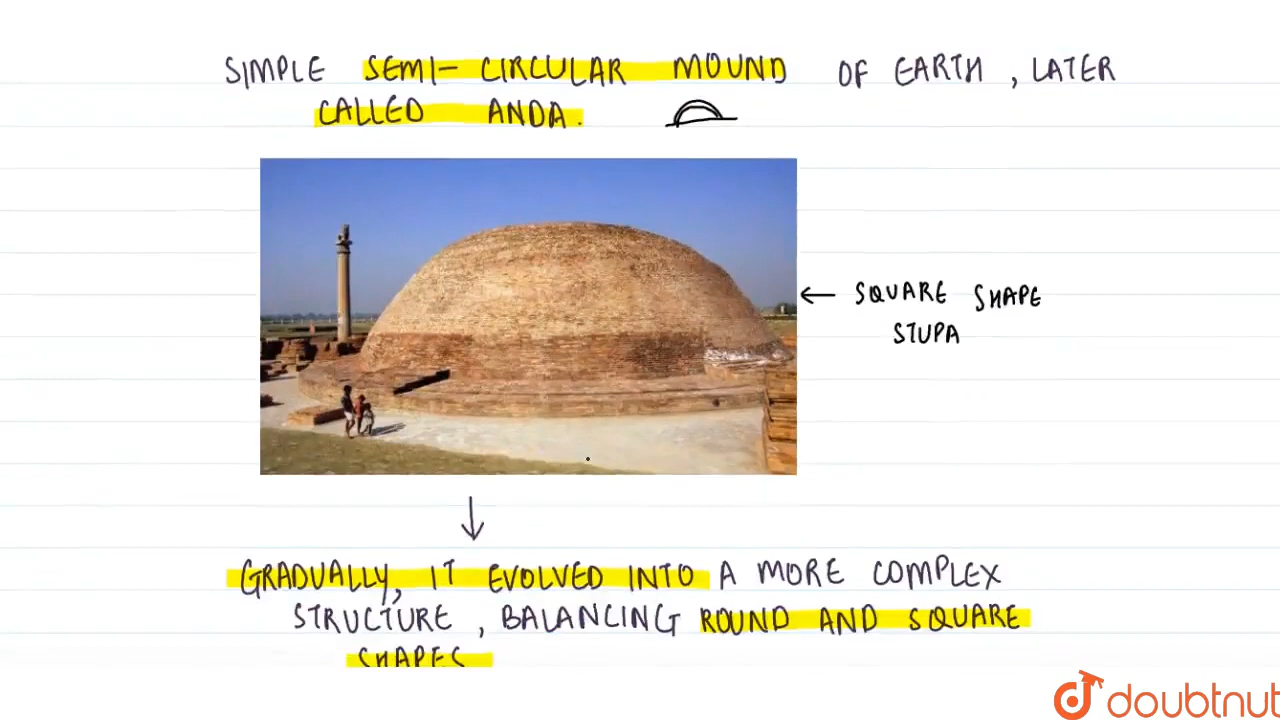 SIMPLE SEMI- CIRCULAR MOUND OF EARTH , LATER
CALLED ANDA.
← SQUARE SHAPE
STUPA
GRADUALLY, IT EVOLVED INTO A MORE COMPLEX
STRUCTURE , BALANCING ROUND AND SQUARE
SHAPES
doubtnut